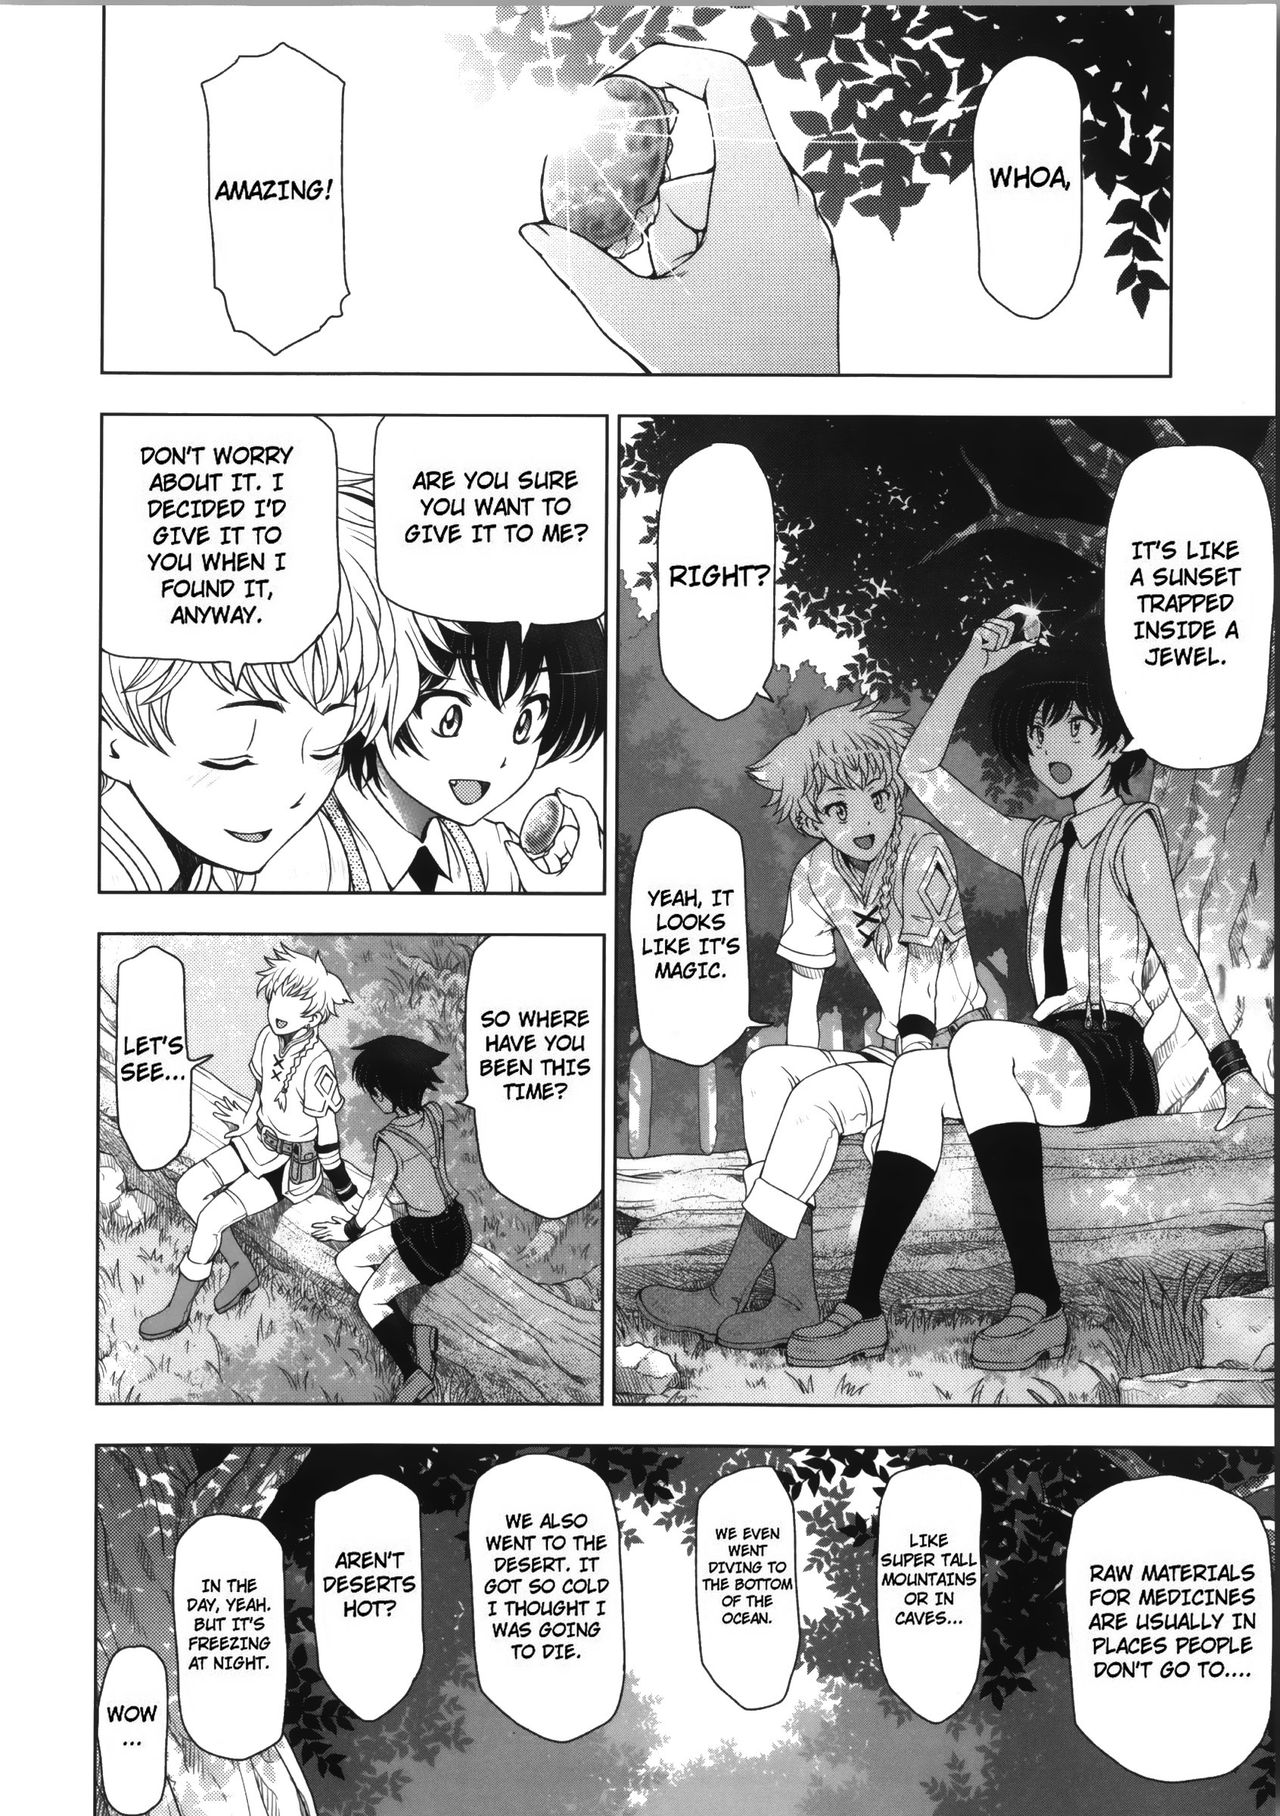 WHOA,
AMAZING!
IT'S LIKE
A SUNSET
TRAPPED
INSIDE A
JEWEL.
RIGHT?
YEAH, IT
LOOKS
LIKE IT'S
MAGIC.
ARE YOU SURE
YOU WANT TO
GIVE IT TO ME?
DON'T WORRY
ABOUT IT. I
DECIDED I'D
GIVE IT TO
YOU WHEN I
FOUND IT,
ANYWAY.
SO WHERE
HAVE YOU
BEEN THIS
TIME?
LET'S
SEE...
RAW MATERIALS
FOR MEDICINES
ARE USUALLY IN
PLACES PEOPLE
DON'T GO TO....
LIKE
SUPER TALL
MOUNTAINS
OR IN
CAVES...
WE EVEN
WENT
DIVING TO
THE BOTTOM
OF THE
OCEAN.
WE ALSO
WENT TO THE
DESERT. IT
GOT SO COLD
I THOUGHT I
WAS GOING
TO DIE.
AREN'T
DESERTS
HOT?
IN THE
DAY, YEAH.
BUT IT'S
FREEZING
AT NIGHT.
WOW
...